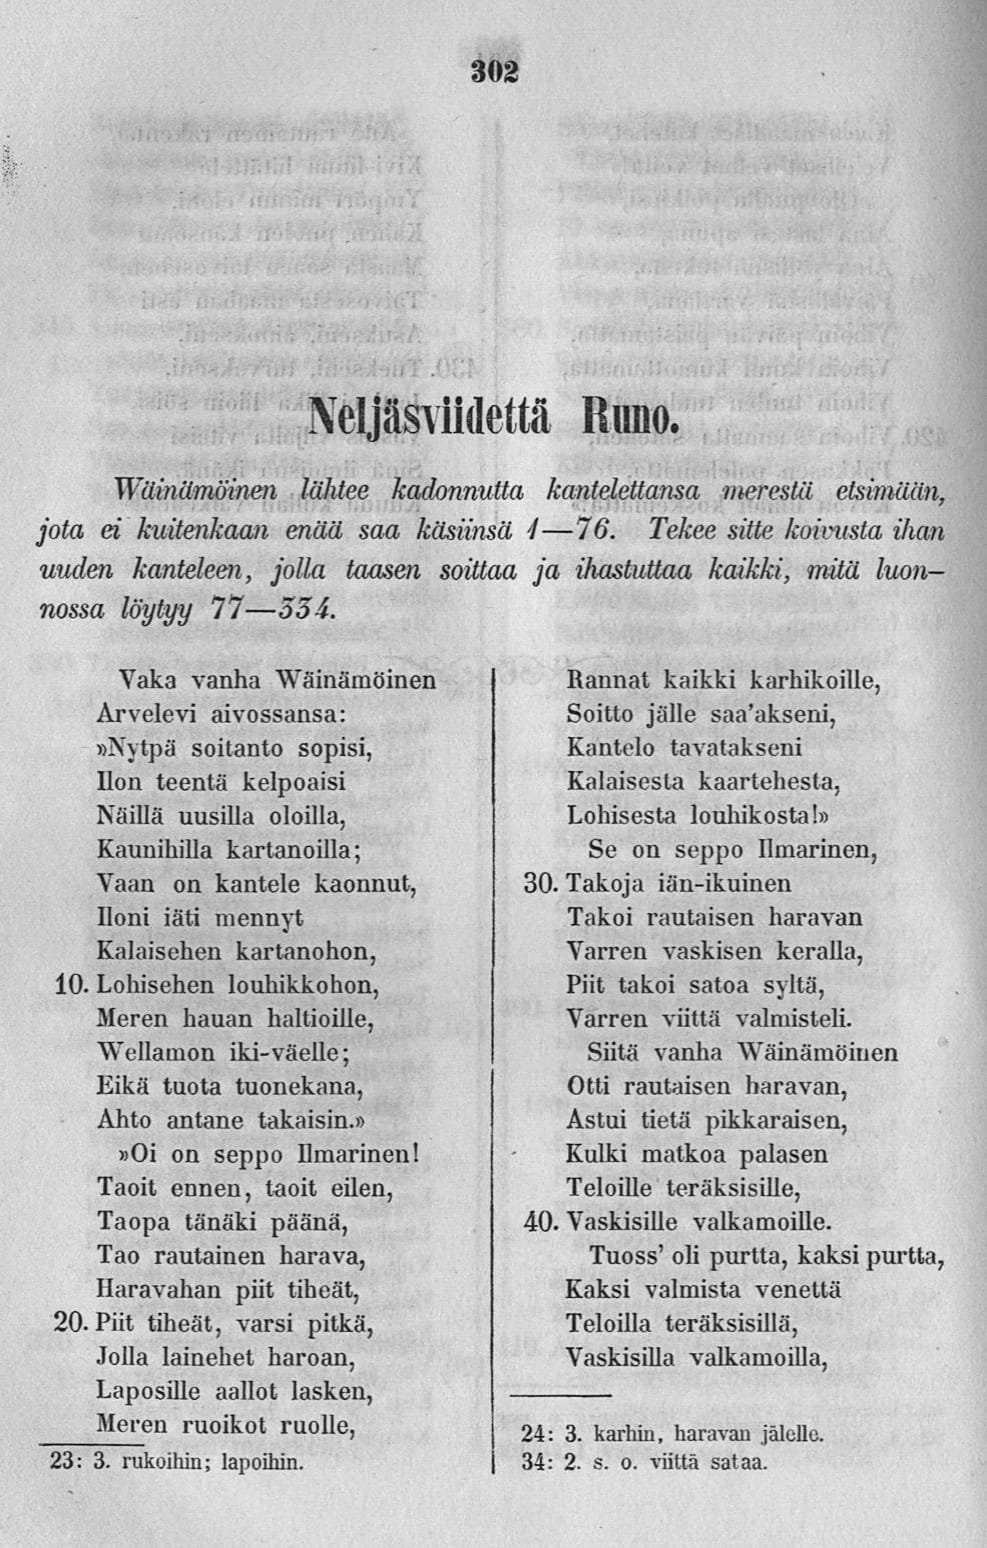 302
Neljäsviidettä Runo.
Wäinämöinen lähtee kadonnutta kantelettansa merestä etsimään,
jota ei kuitenkaan enää saa käsiinsä 1—76. Tekee sitte koivusta ihan
uuden kanteleen, jolla taasen soittaa ja ihastuttaa kaikki, mitä luon-
nossa löytyy 77—334.
Vaka vanha Wäinämöinen
Arvelevi aivossansa:
»Nytpä soitanto sopisi,
Ilon teentä kelpoaisi
Näillä uusilla oloilla,
Kaunihilla kartanoilla;
Vaan on kantele kaonnut,
Iloni iäti mennyt
Kalaisehen kartanohon,
10. Lohisehen louhikkohon,
Meren hauan haltioille,
Wellamon iki-väelle;
Eikä tuota tuonekana,
Ahto antane takaisin.»
»Oi on seppo Ilmarinen!
Taoit ennen, taoit eilen,
Taopa tänäki päänä,
Tao rautainen harava,
Haravahan piit tiheät,
20. Piit tiheät, varsi pitkä,
Jolla lainehet haroan,
Laposille aallot lasken,
Meren ruoikot ruolle,
23: 3. rukoihin; lapoihin.
Rannat kaikki karhikoille,
Soitto jälle saa'akseni,
Kantelo tavatakseni
Kalaisesta kaartehesta,
Lohisesta louhikosta!»
Se on seppo Ilmarinen,
30. Takoja iän-ikuinen
Takoi rautaisen haravan
Varren vaskisen keralla,
Piit takoi satoa syltä,
Varren viittä valmisteli.
Siitä vanha Wäinämöinen
Otti rautaisen haravan,
Astui tietä pikkaraisen,
Kulki matkoa palasen
Teloille teräksisille,
40. Vaskisille valkamoille.
Tuoss' oli purtta, kaksi purtta,
Kaksi valmista venettä
Teloilla teräksisillä,
Vaskisilla valkamoilla,
24: 3. karhin, haravan jälelle.
34: 2. s. o. viittä sataa.